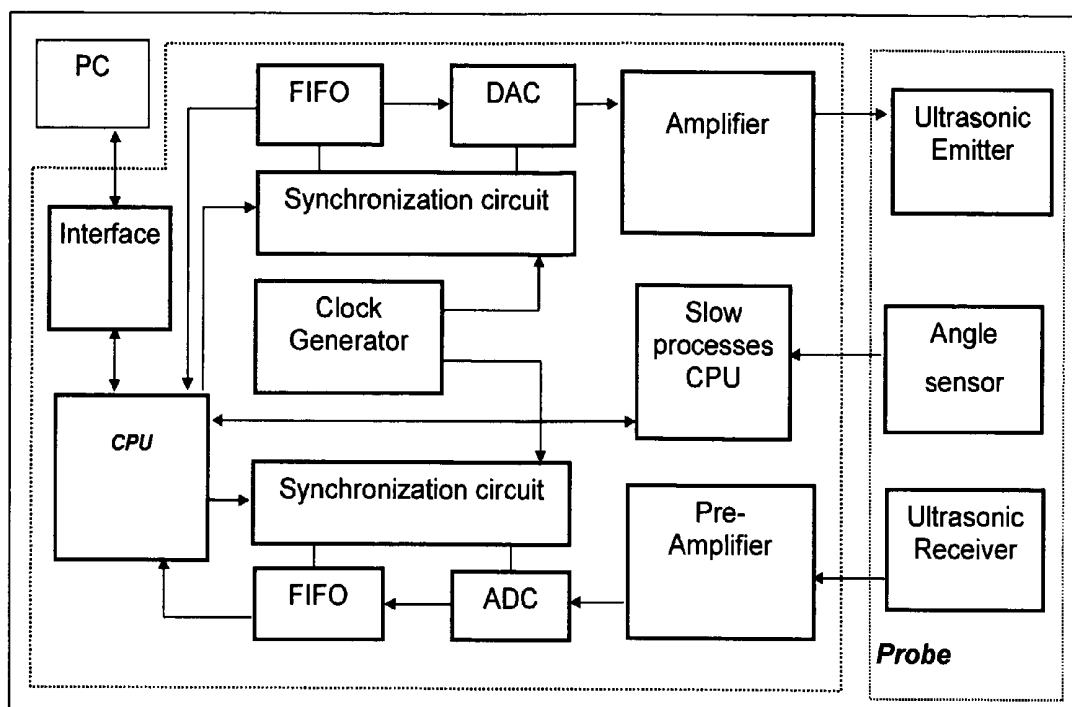 PC
FIFO
DAC
Amplifier
Ultrasonic
Emitter
Synchronization circuit
Interface
Clock
Generator
Slow
processes
CPU
Angle
sensor
CPU
Synchronization circuit
Pre-
Amplifier
Ultrasonic
Receiver
FIFO
ADC
Probe